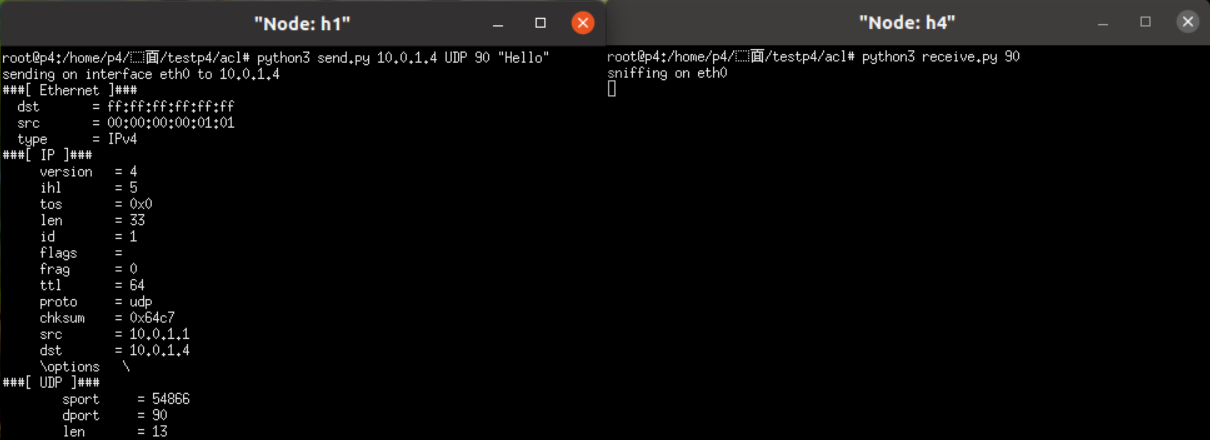 "Node: h1"
root@p4:/home/p4/面/testp4/acl# python3 send.py 10.0.1.4 UDP 90 "Hello"
sending on interface eth0 to 10.0.1.4
###[ Ethernet ]###
dst = ff:ff:ff:ff:ff:ff
src = 00:00:00:00:01:01
type = IPv4
###[ IP ]###
version = 4
ihl = 5
tos = 0x0
len = 33
id = 1
flags =
frag = 0
ttl = 64
proto = udp
chksum = 0x64c7
src = 10.0.1.1
dst = 10.0.1.4
\options \
###[ UDP ]###
sport = 54866
dport = 90
len = 13
"Node: h4"
root@p4:/home/p4/面/testp4/acl# python3 receive.py 90
sniffing on eth0